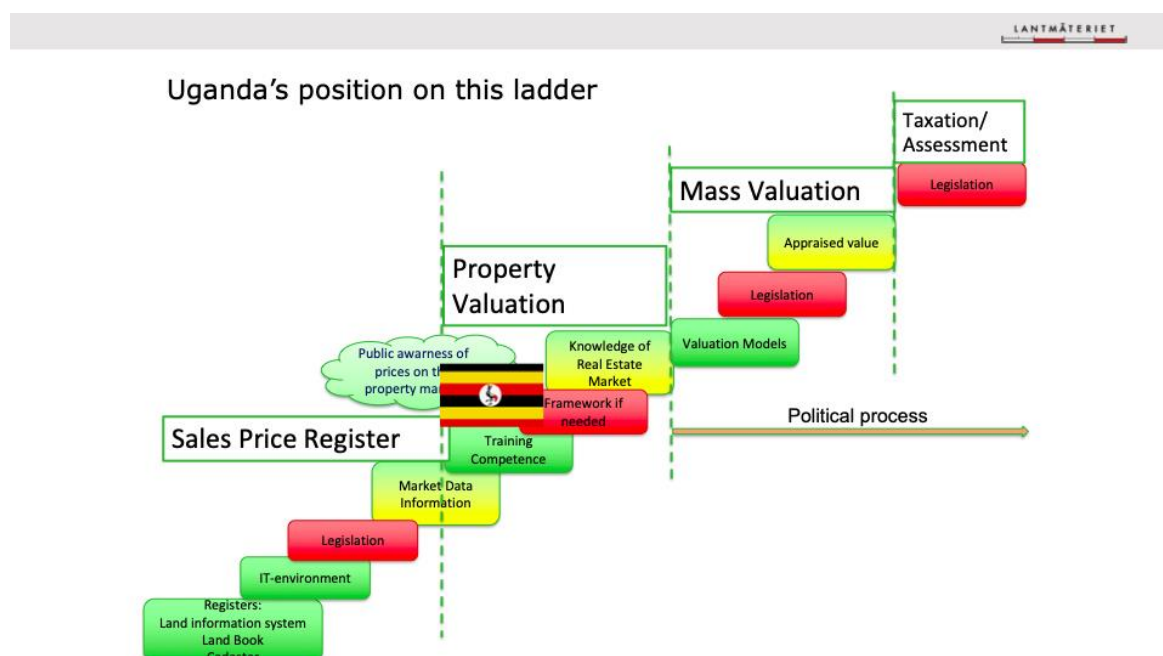 LANTMÄTERIET
Uganda's position on this ladder
Taxation/
Assessment
Legislation
Mass Valuation
Appraised value
Legislation
Valuation Models
Property
Valuation
Knowledge of
Real Estate
Market
Framework if
needed
Public awarness of
prices on th
property ma
Political process
Sales Price Register
Training
Competence
Market Data
Information
Legislation
IT-environment
Registers:
Land information system
Land Book